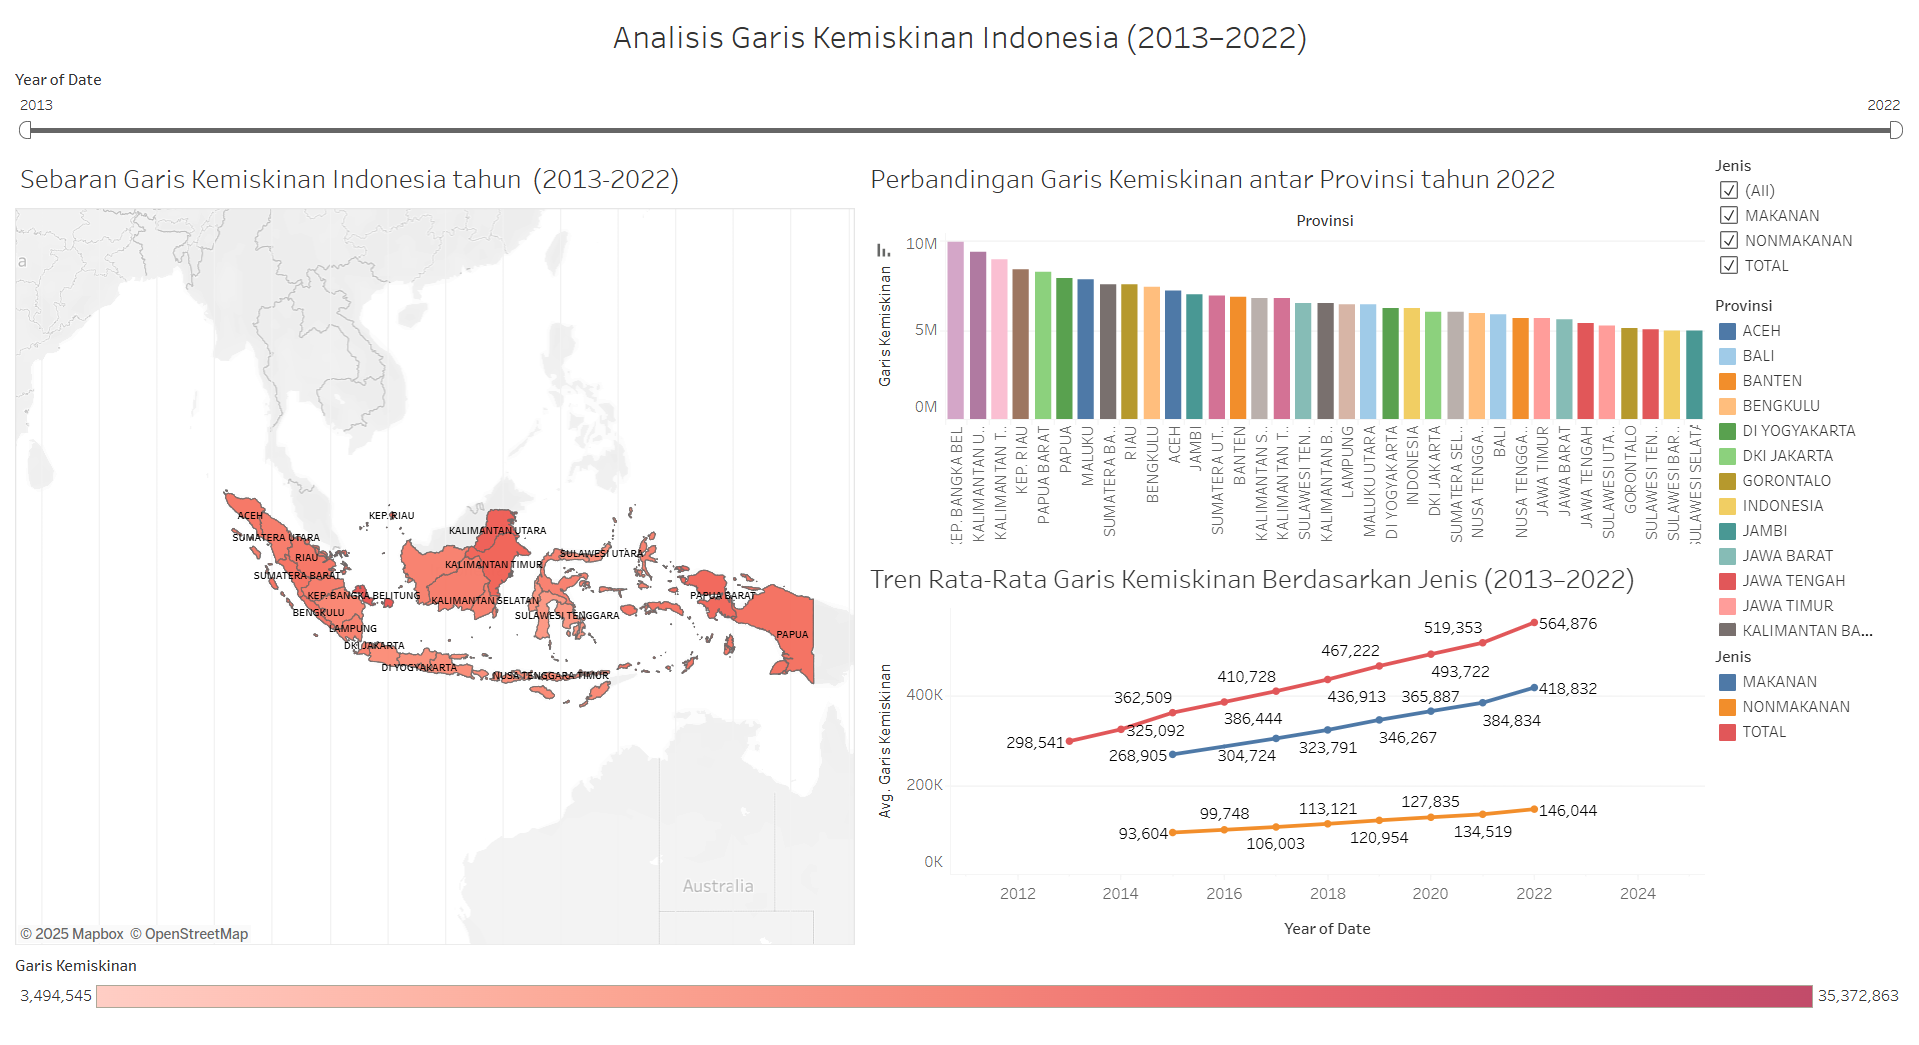 Analisis Garis Kemiskinan Indonesia (2013–2022)
Year of Date
2013
2022
Sebaran Garis Kemiskinan Indonesia tahun (2013-2022)
a
ACEH
KEP. RIAU
SUMATERA UTARA
KALIMANTAN UTARA
RIAU
SULAWESI UTARA
KALIMANTAN TIMUR
SUMATERA BARAT
KEP. BANGKA BELITUNG
PAPUA BARAT
KALIMANTAN SELATAN
BENGKULU
SULAWESI TENGGARA
LAMPUNG
PAPUA
DKI JAKARTA
DI YOGYAKARTA
NUSA TENGGARA TIMUR
Australia
© 2025 Mapbox © OpenStreetMap
Perbandingan Garis Kemiskinan antar Provinsi tahun 2022
Provinsi
Garis Kemiskinan
10M
5M
0M
KEP. BANGKA BEL
KALIMANTAN U..
KALIMANTAN T..
KEP. RIAU
PAPUA BARAT
PAPUA
MALUKU
SUMATERA BA..
RIAU
BENGKULU
ACEH
JAMBI
SUMATERA UT..
BANTEN
KALIMANTAN S..
KALIMANTAN T..
SULAWESI TEN..
KALIMANTAN B..
LAMPUNG
MALUKU UTARA
DI YOGYAKARTA
INDONESIA
DKI JAKARTA
SUMATERA SEL..
NUSA TENGGA..
BALI
NUSA TENGGA..
JAWA TIMUR
JAWA BARAT
JAWA TENGAH
SULAWESI UTA..
GORONTALO
SULAWESI TEN..
SULAWESI BAR..
SULAWESI SELATA
Tren Rata-Rata Garis Kemiskinan Berdasarkan Jenis (2013–2022)
Avg. Garis Kemiskinan
400K
200K
0K
298,541
325,092
362,509
386,444
410,728
436,913
467,222
493,722
519,353
564,876
268,905
304,724
323,791
346,267
365,887
384,834
418,832
93,604
99,748
106,003
113,121
120,954
127,835
134,519
146,044
2012
2014
2016
2018
2020
2022
2024
Year of Date
Jenis
(All)
MAKANAN
NONMAKANAN
TOTAL
Provinsi
ACEH
BALI
BANTEN
BENGKULU
DI YOGYAKARTA
DKI JAKARTA
GORONTALO
INDONESIA
JAMBI
JAWA BARAT
JAWA TENGAH
JAWA TIMUR
KALIMANTAN BA...
Jenis
MAKANAN
NONMAKANAN
TOTAL
Garis Kemiskinan
3,494,545
35,372,863